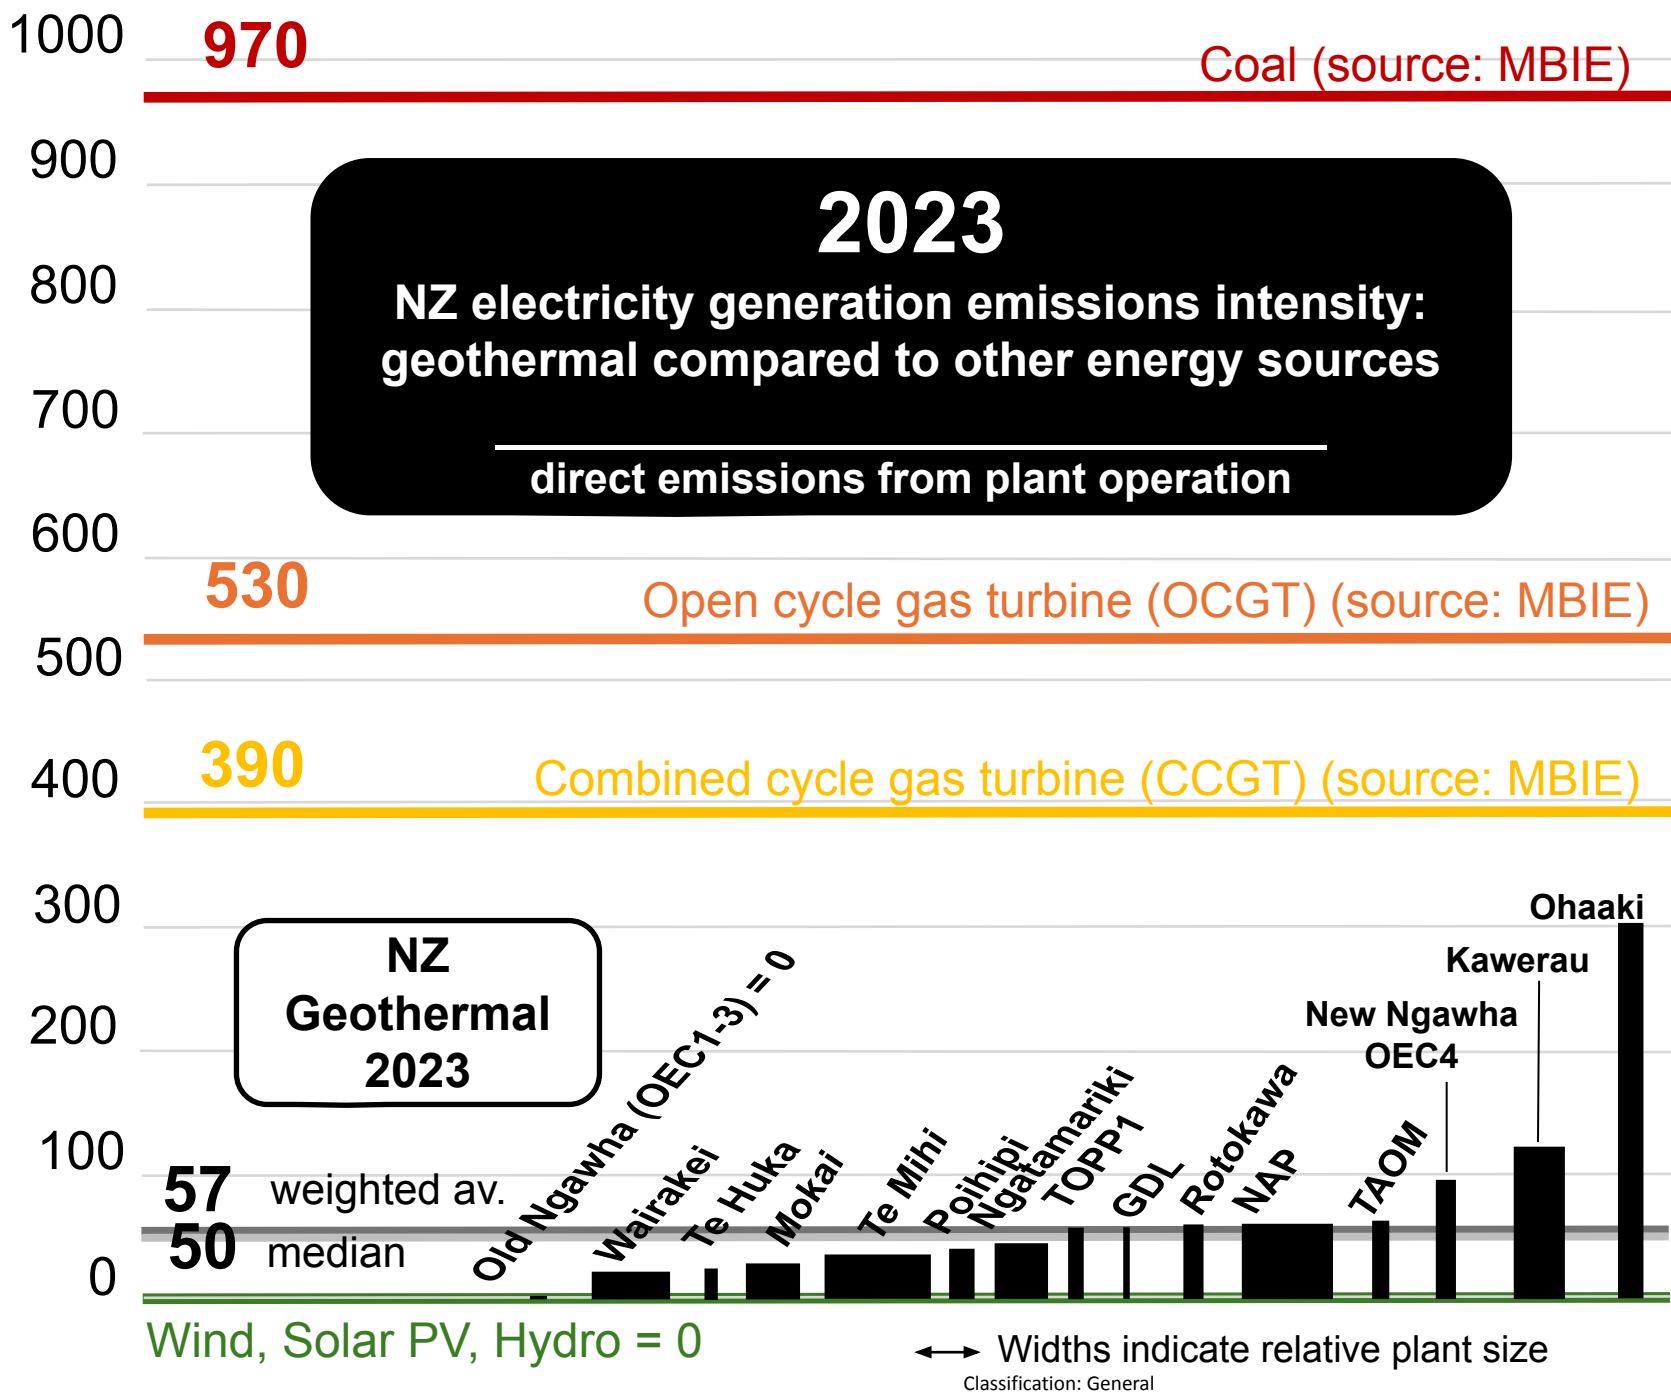 1000
970
Coal (source: MBIE)
900
2023
NZ electricity generation emissions intensity:
geothermal compared to other energy sources
direct emissions from plant operation
800
700
600
530
Open cycle gas turbine (OCGT) (source: MBIE)
500
390
Combined cycle gas turbine (CCGT) (source: MBIE)
400
300
NZ
Geothermal
2023
200
100
57 weighted av.
50 median
0
Old Ngawha (OEC1-3) = 0
Wairakei
Te Huka
Mokai
Te Mihi
Poihipi
Ngatamariki
TOPP1
GDL
Rotokawa
NAP
TAOM
New Ngawha
OEC4
Kawerau
Ohaaki
Wind, Solar PV, Hydro = 0
Widths indicate relative plant size
Classification: General